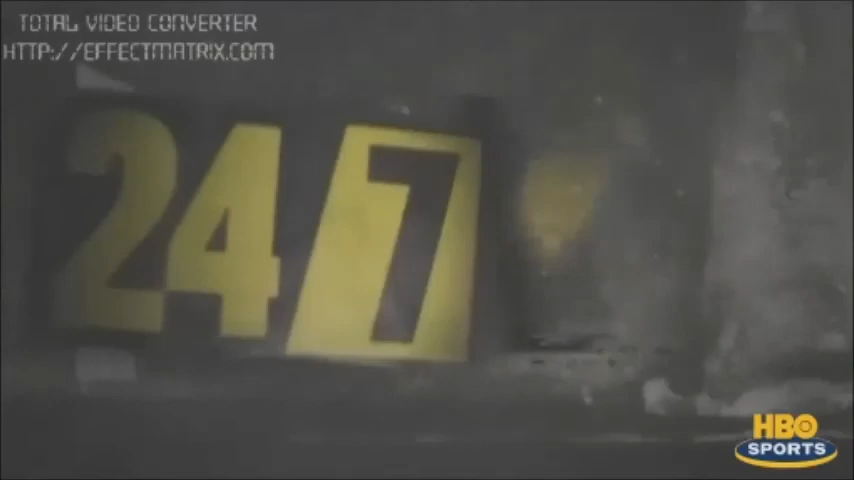 TOTAL VIDEO CONVERTER
HTTP://EFFECTMATRIX.COM
24/7
HBO
SPORTS